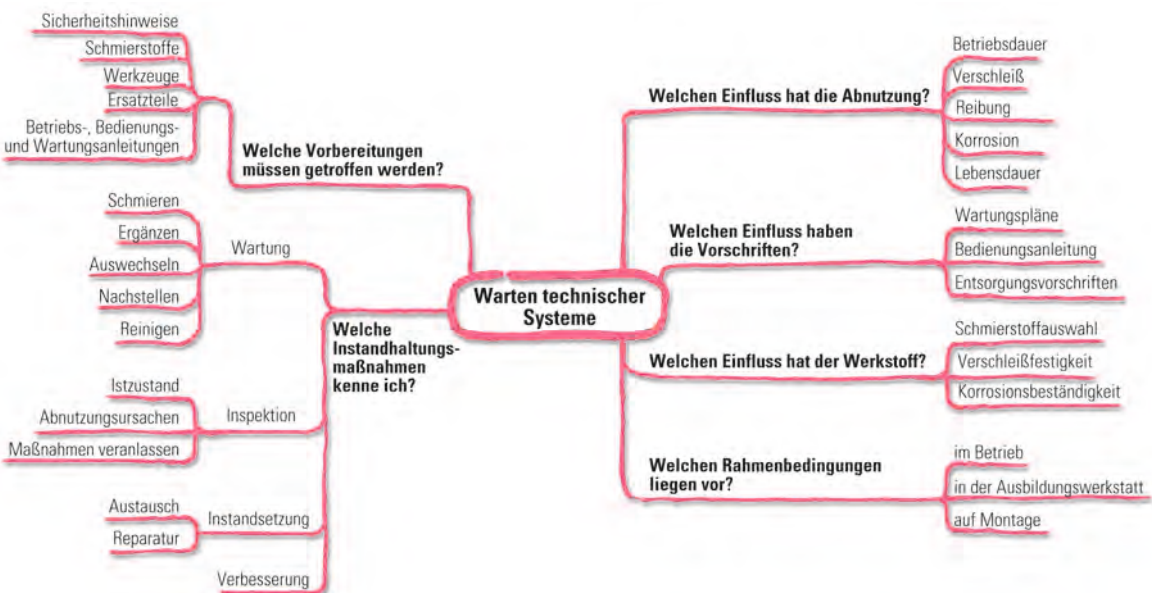 Sicherheitshinweise
Schmierstoffe
Werkzeuge
Ersatzteile
Betriebs-, Bedienungs-
und Wartungsanleitungen
Welche Vorbereitungen
müssen getroffen werden?
Schmieren
Ergänzen
Auswechseln
Nachstellen
Reinigen
Wartung
Istzustand
Abnutzungsursachen
Maßnahmen veranlassen
Inspektion
Austausch
Reparatur
Instandsetzung
Verbesserung
Welche
Instandhaltungs-
maßnahmen
kenne ich?
Warten technischer
Systeme
Welchen Einfluss hat die Abnutzung?
Betriebsdauer
Verschleiß
Reibung
Korrosion
Lebensdauer
Welchen Einfluss haben
die Vorschriften?
Wartungspläne
Bedienungsanleitung
Entsorgungsvorschriften
Welchen Einfluss hat der Werkstoff?
Schmierstoffauswahl
Verschleißfestigkeit
Korrosionsbeständigkeit
Welchen Rahmenbedingungen
liegen vor?
im Betrieb
in der Ausbildungswerkstatt
auf Montage